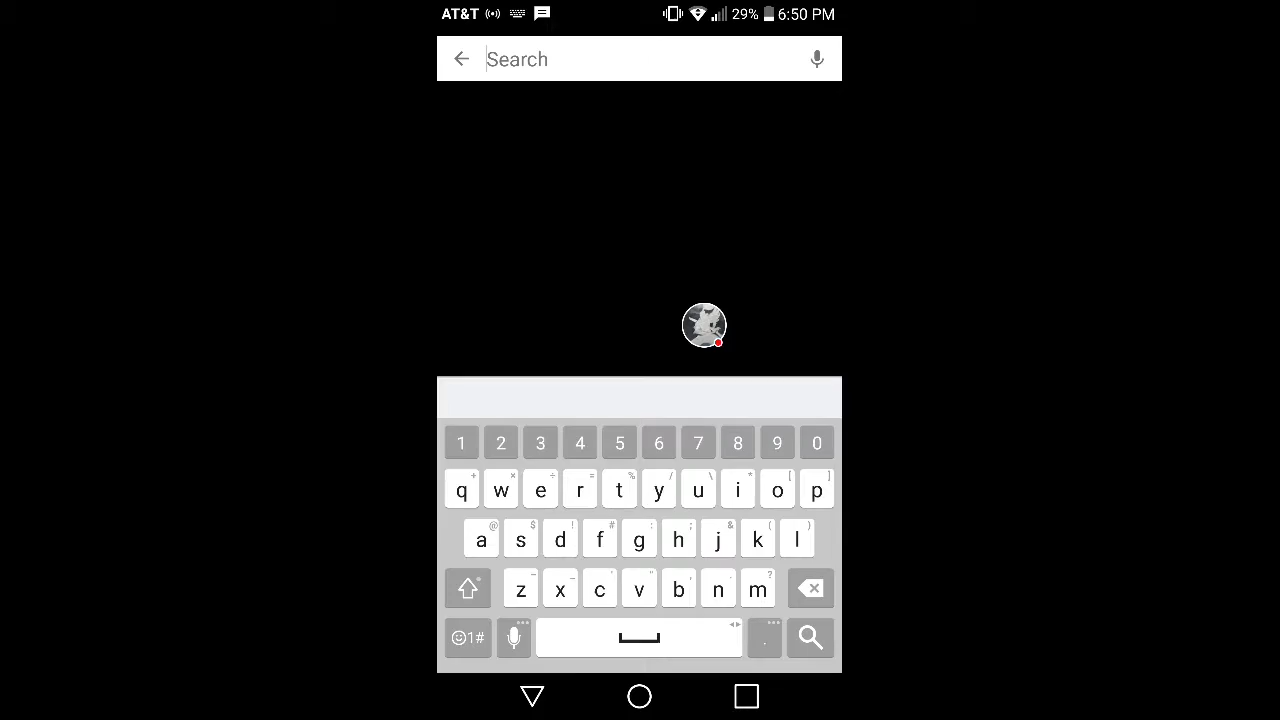 AT&T 29% 6:50 PM
Search
1 2 3 4 5 6 7 8 9 0
q w e r t y u i o p
a s d f g h j k l
z x c v b n m
1# .